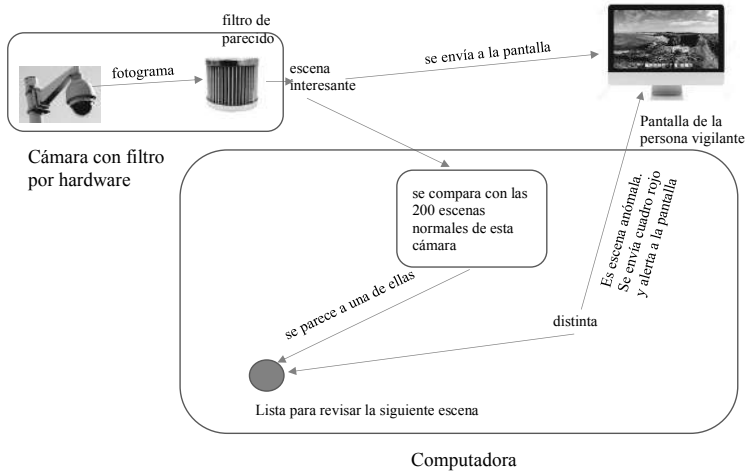 filtro de
parecido
fotograma
escena
interesante
se envía a la pantalla
Pantalla de la
persona vigilante
Cámara con filtro
por hardware
se compara con las
200 escenas
normales de esta
cámara
Es escena anómala.
Se envía cuadro rojo
y alerta a la pantalla
se parece a una de ellas
distinta
Lista para revisar la siguiente escena
Computadora